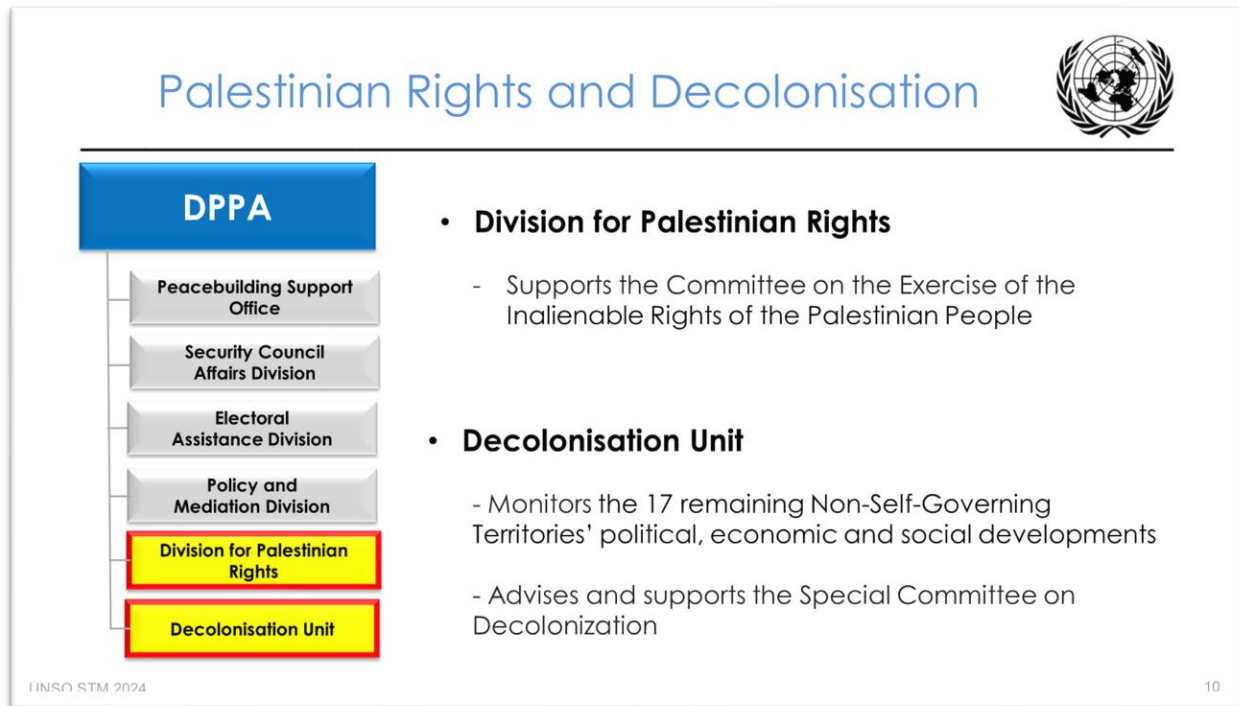 Palestinian Rights and Decolonisation
DPPA
Peacebuilding Support
Office
Security Council
Affairs Division
Electoral
Assistance Division
Policy and
Mediation Division
Division for Palestinian
Rights
Decolonisation Unit
• Division for Palestinian Rights
- Supports the Committee on the Exercise of the
Inalienable Rights of the Palestinian People
• Decolonisation Unit
- Monitors the 17 remaining Non-Self-Governing
Territories' political, economic and social developments
- Advises and supports the Special Committee on
Decolonization
UNSO STM 2024
10